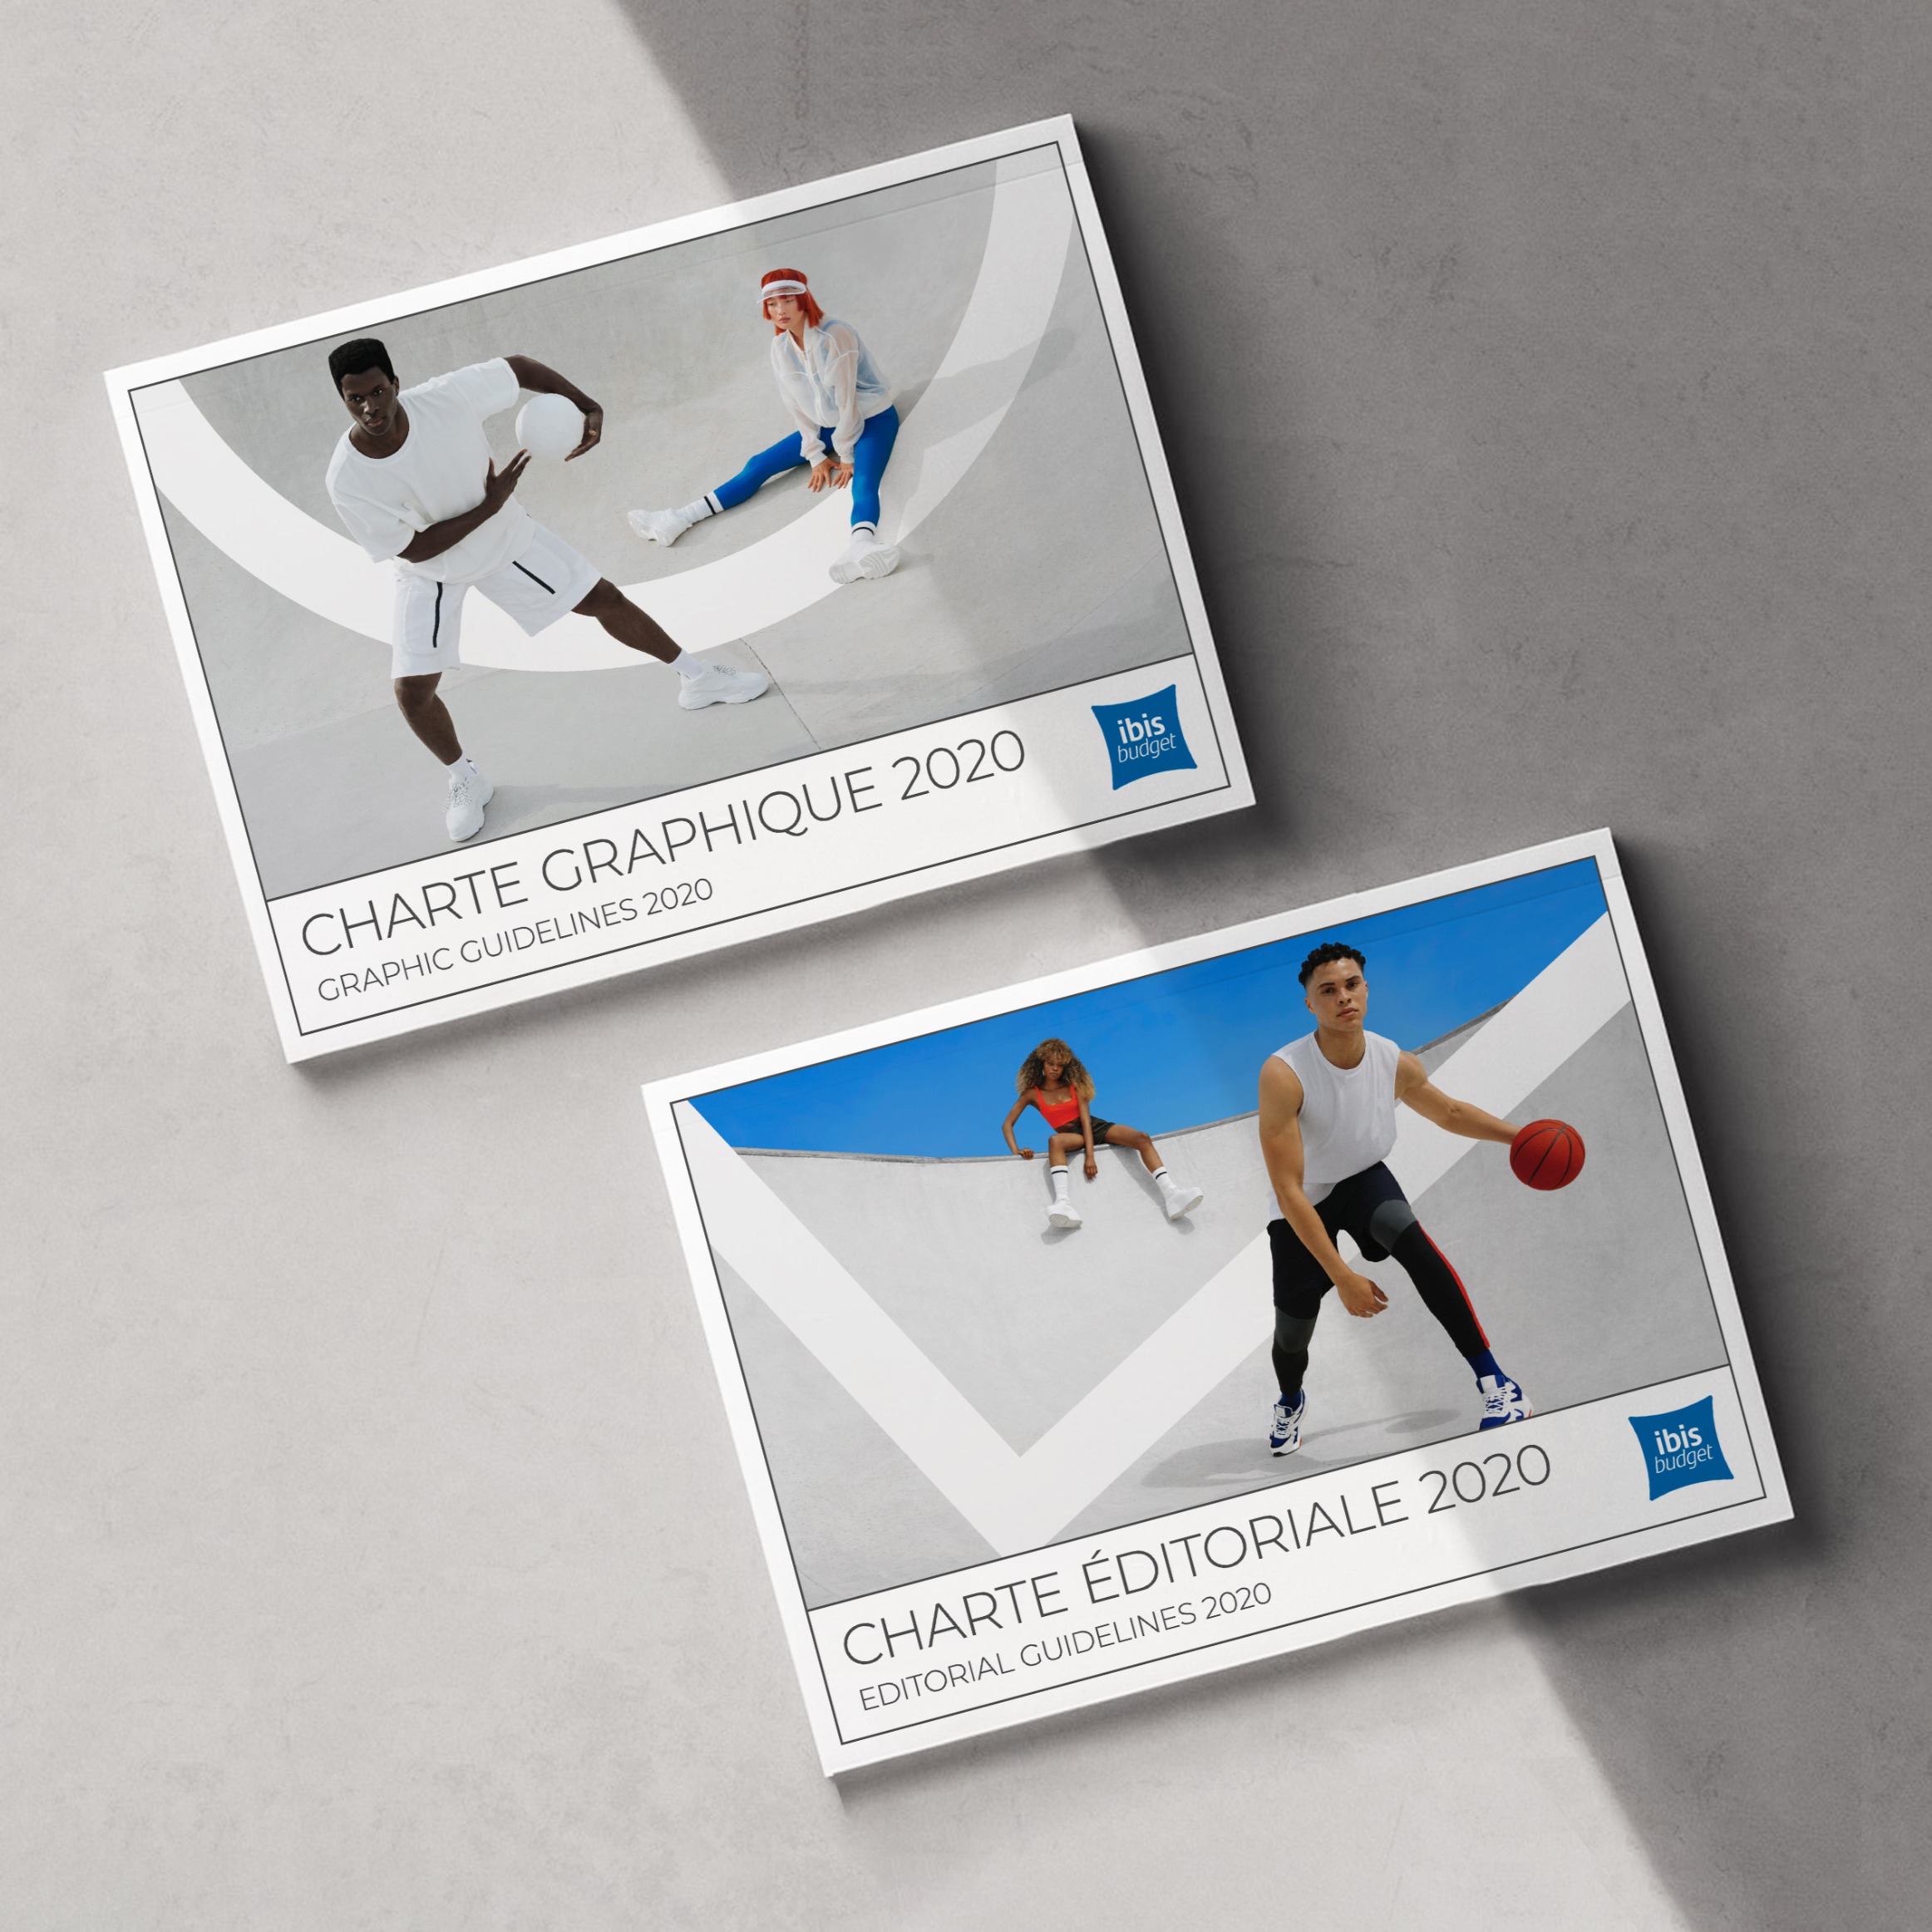 ibis
budget
CHARTE GRAPHIQUE 2020
GRAPHIC GUIDELINES 2020
ibis
budget
CHARTE ÉDITORIALE 2020
EDITORIAL GUIDELINES 2020